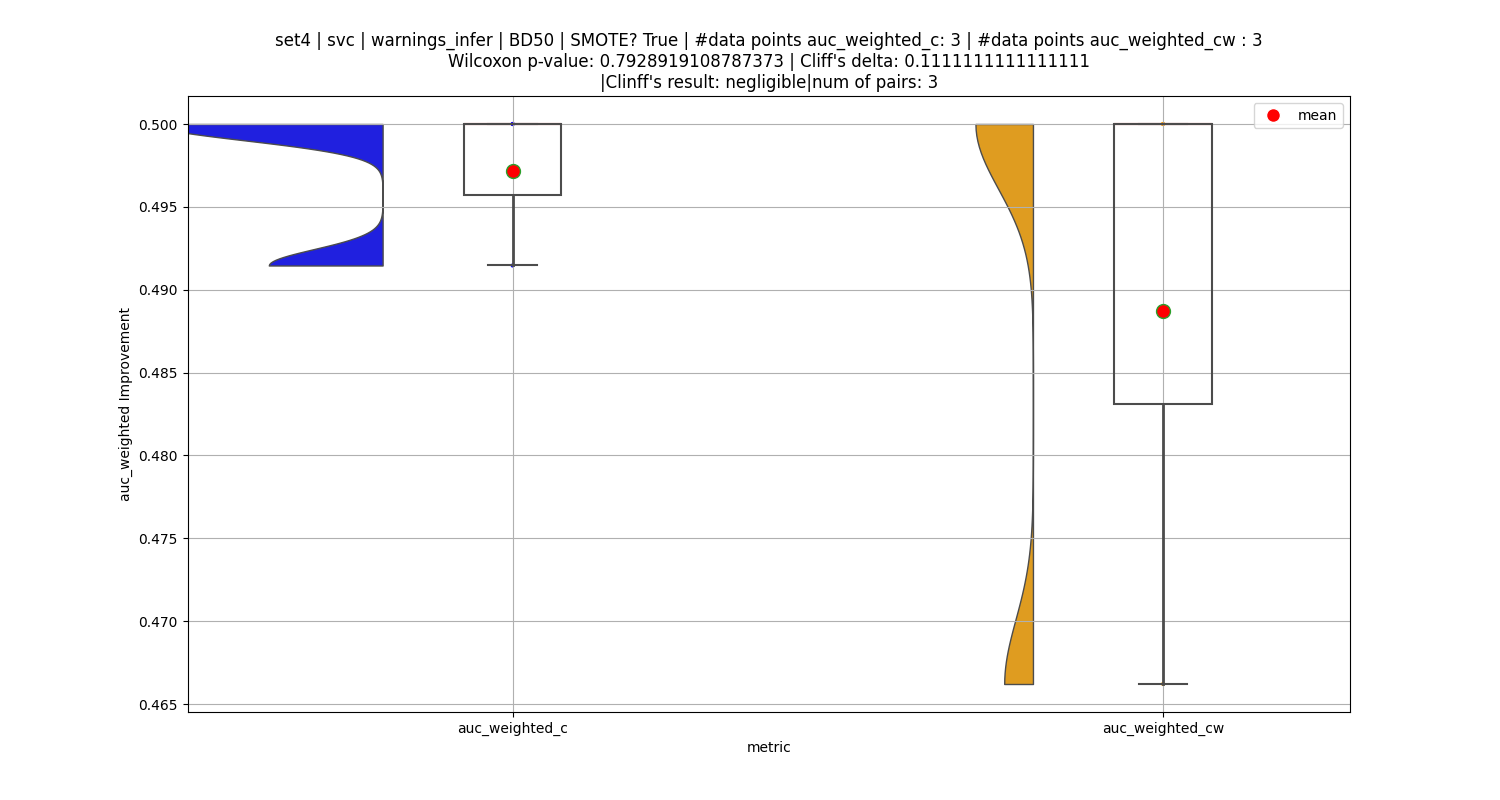 set4 | svc | warnings_infer | BD50 | SMOTE? True | #data points auc_weighted_c: 3 | #data points auc_weighted_cw : 3
Wilcoxon p-value: 0.7928919108787373 | Cliff's delta: 0.1111111111111111
|Clinff's result: negligible|num of pairs: 3
mean
0.500
0.495
0.490
0.485
0.480
0.475
0.470
0.465
auc_weighted Improvement
auc_weighted_c
auc_weighted_cw
metric